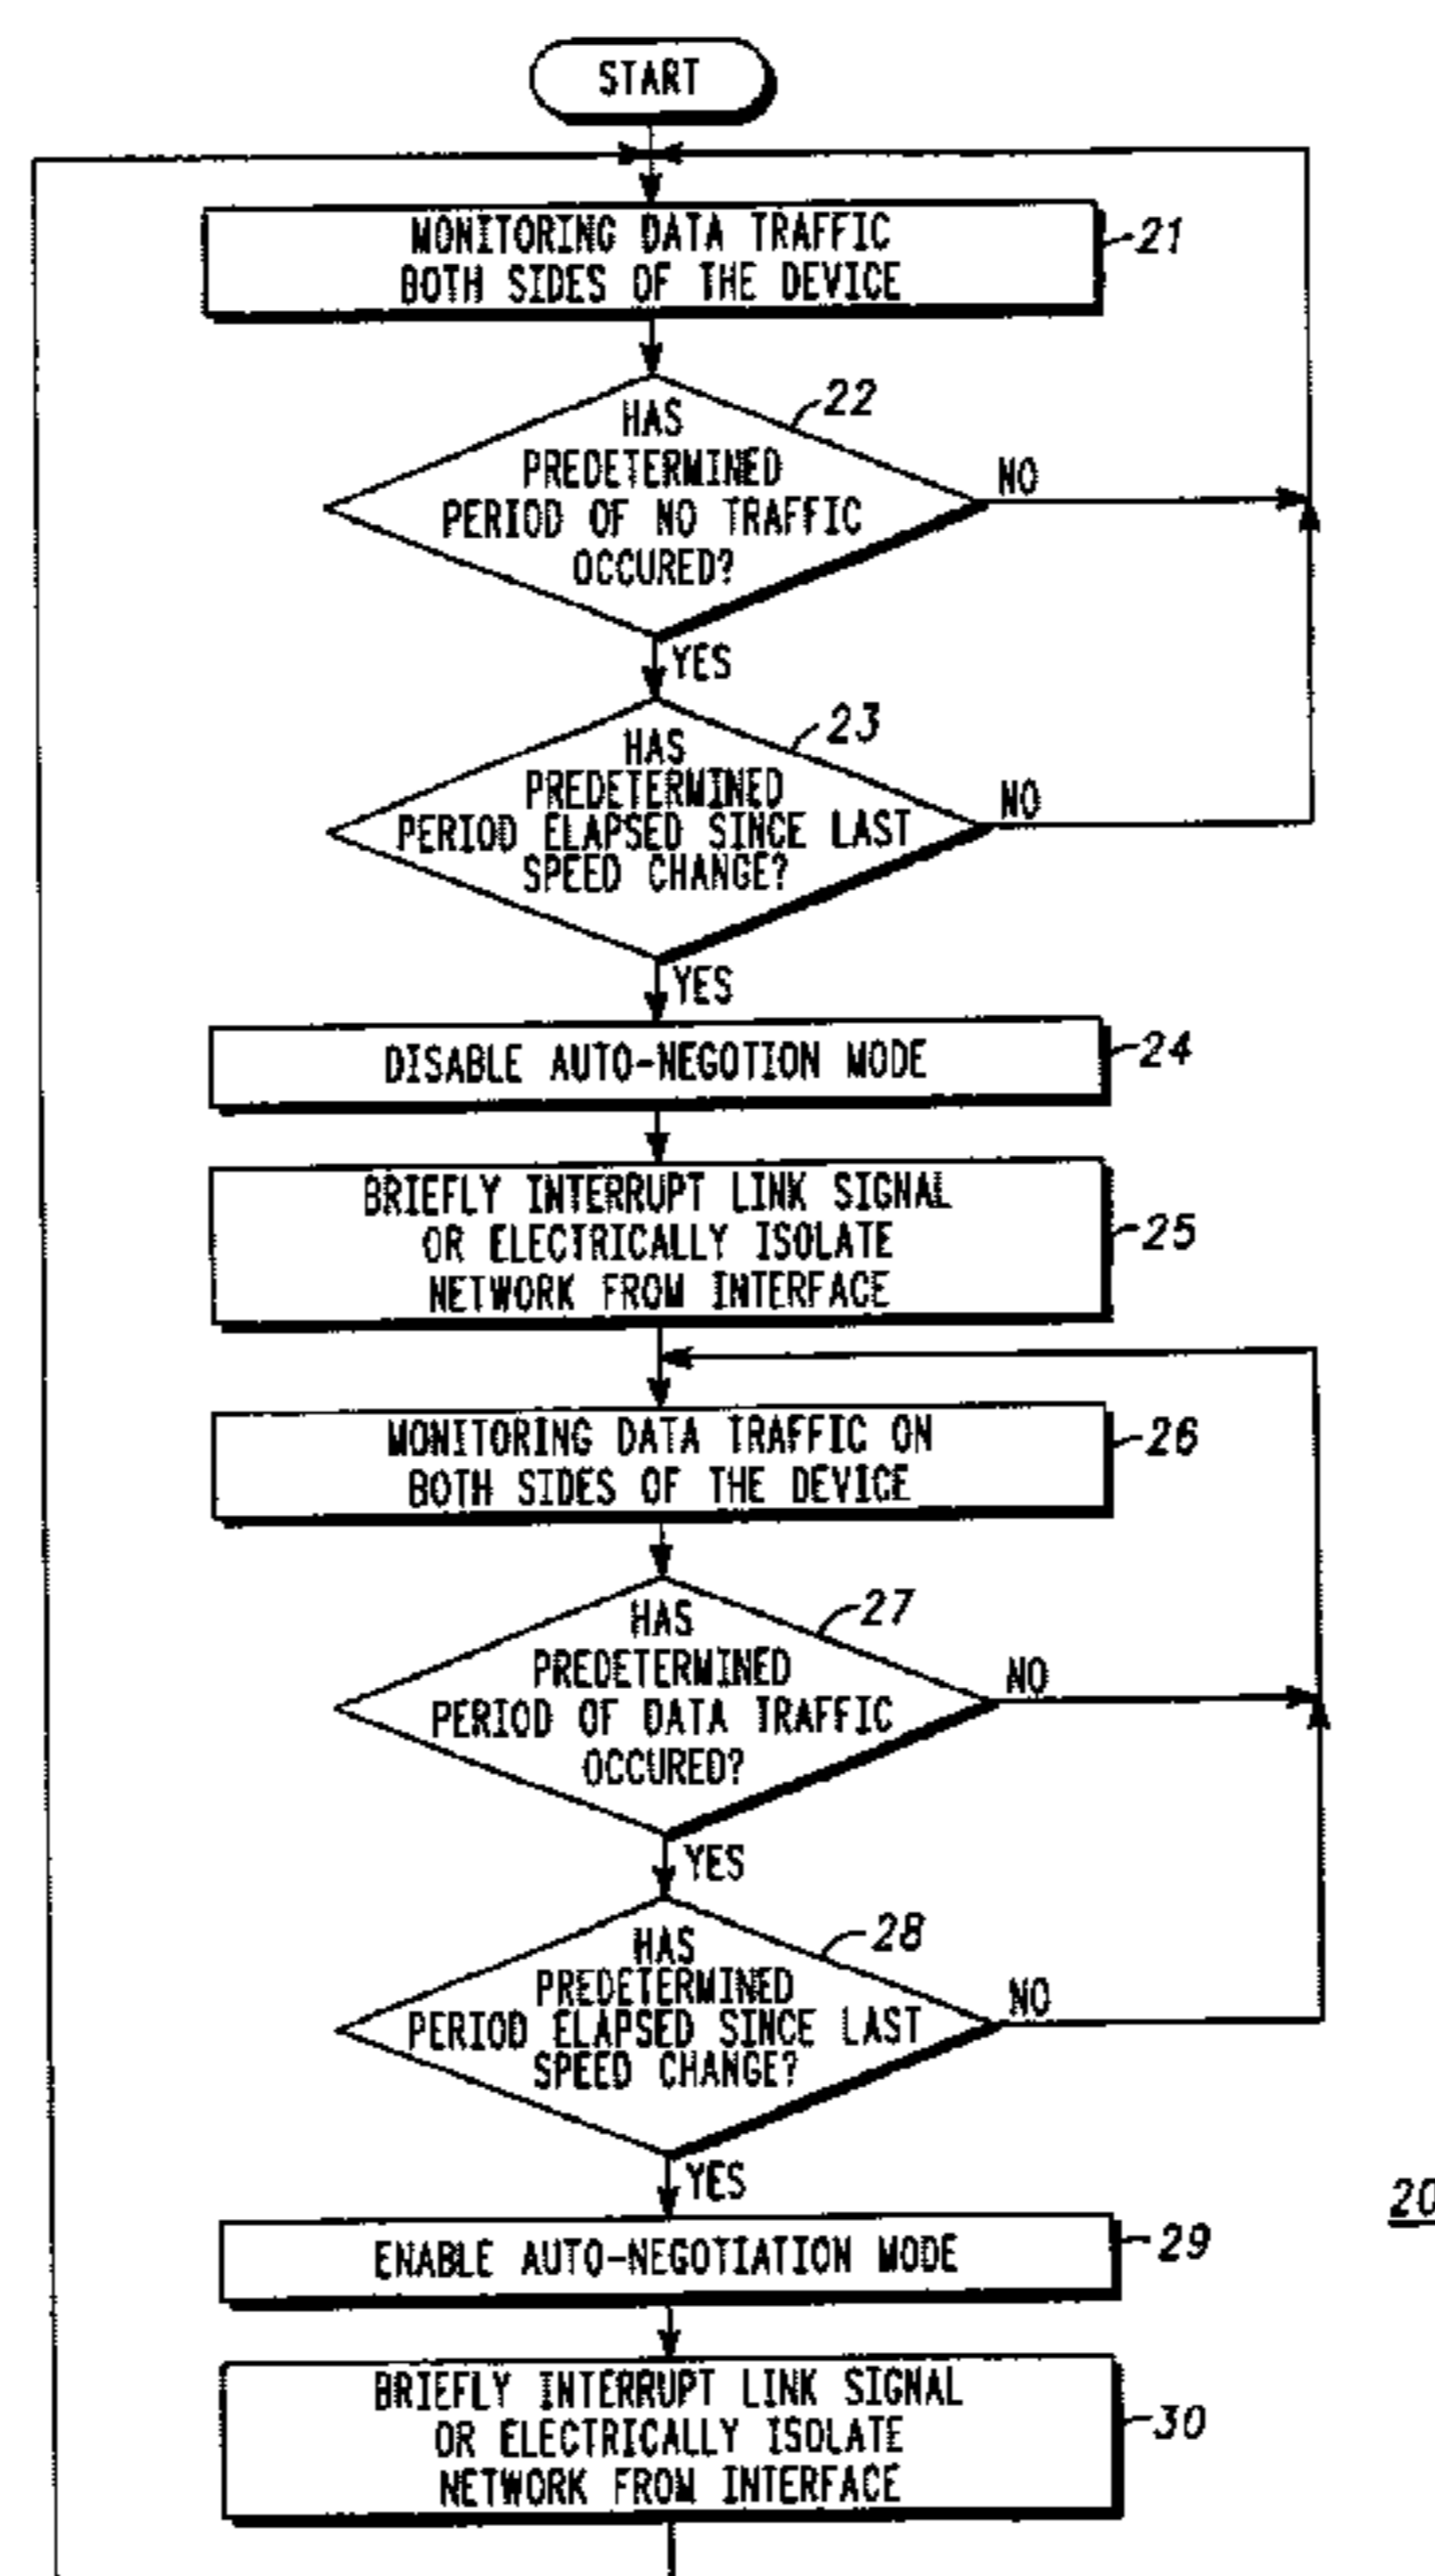 START
MONITORING DATA TRAFFIC
BOTH SIDES OF THE DEVICE
21
HAS
PREDETERMINED
PERIOD OF NO TRAFFIC
OCCURED?
22
NO
YES
HAS
PREDETERMINED
PERIOD ELAPSED SINCE LAST
SPEED CHANGE?
23
NO
YES
DISABLE AUTO-NEGOTION MODE
24
BRIEFLY INTERRUPT LINK SIGNAL
OR ELECTRICALLY ISOLATE
NETWORK FROM INTERFACE
25
MONITORING DATA TRAFFIC ON
BOTH SIDES OF THE DEVICE
26
HAS
PREDETERMINED
PERIOD OF DATA TRAFFIC
OCCURED?
27
NO
YES
HAS
PREDETERMINED
PERIOD ELAPSED SINCE LAST
SPEED CHANGE?
28
NO
YES
20
ENABLE AUTO-NEGOTIATION MODE
29
BRIEFLY INTERRUPT LINK SIGNAL
OR ELECTRICALLY ISOLATE
NETWORK FROM INTERFACE
30